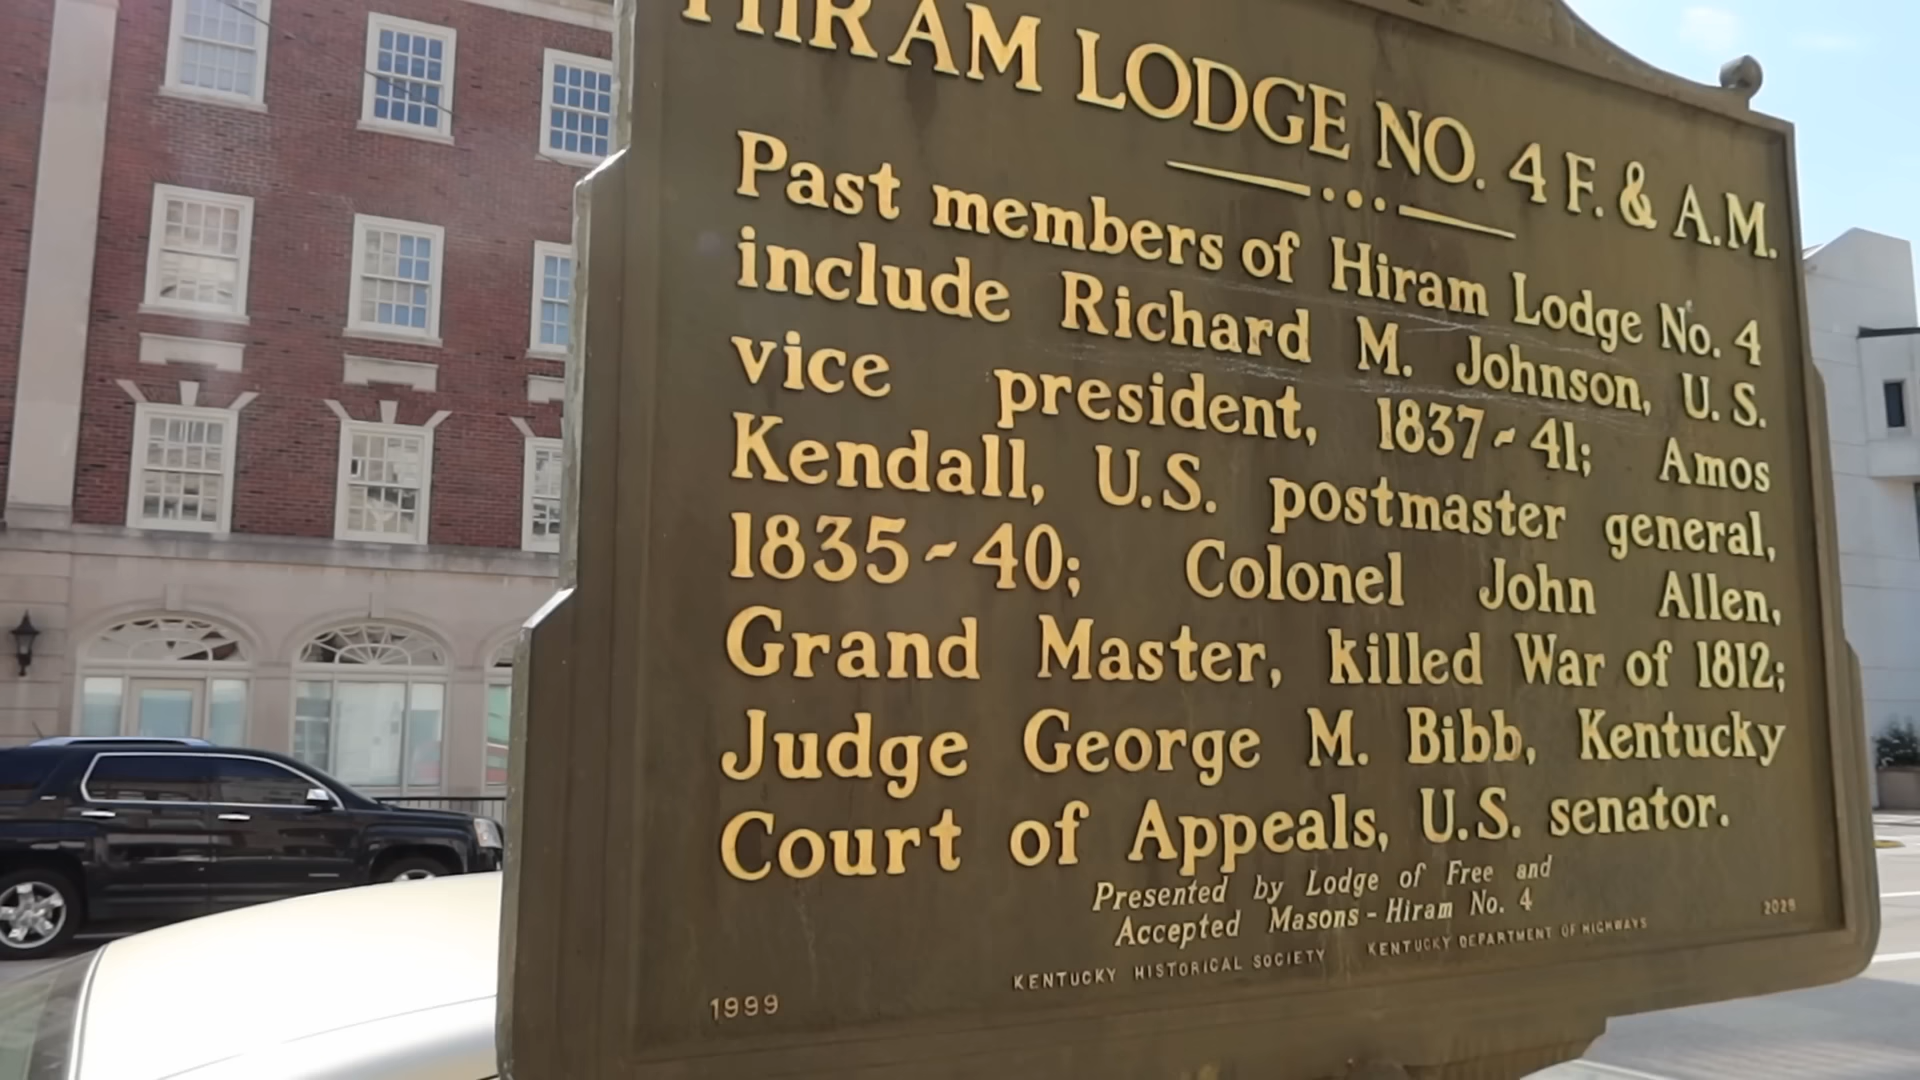 HIRAM LODGE NO. 4 F. & A.M.
Past members of Hiram Lodge No. 4
include Richard M. Johnson, U.S.
vice president, 1837-41; Amos
Kendall, U.S. postmaster general,
1835-40; Colonel John Allen,
Grand Master, killed War of 1812;
Judge George M. Bibb, Kentucky
Court of Appeals, U.S. senator.
Presented by Lodge of Free and
Accepted Masons - Hiram No. 4
KENTUCKY HISTORICAL SOCIETY KENTUCKY DEPARTMENT OF HIGHWAYS
1999